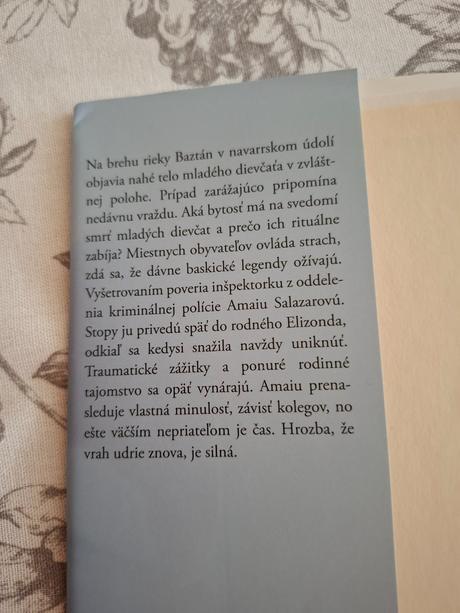 Na brehu rieky Baztán v navarrskom údolí
objavia nahé telo mladého dievčaťa v zvlášt-
nej polohe. Prípad zarážajúco pripomína
nedávnu vraždu. Aká bytosť má na svedomí
smrť mladých dievčat a prečo ich rituálne
zabíja? Miestnych obyvateľov ovláda strach,
zdá sa, že dávne baskické legendy ožívajú.
Vyšetrovaním poveria inšpektorku z oddele-
nia kriminálnej polície Amaiu Salazarovú.
Stopy ju privedú späť do rodného Elizonda,
odkiaľ sa kedysi snažila navždy uniknúť.
Traumatické zážitky a ponuré rodinné
tajomstvo sa opäť vynárajú. Amaiu prena-
sleduje vlastná minulosť, závisť kolegov, no
ešte väčším nepriateľom je čas. Hrozba, že
vrah udrie znova, je silná.